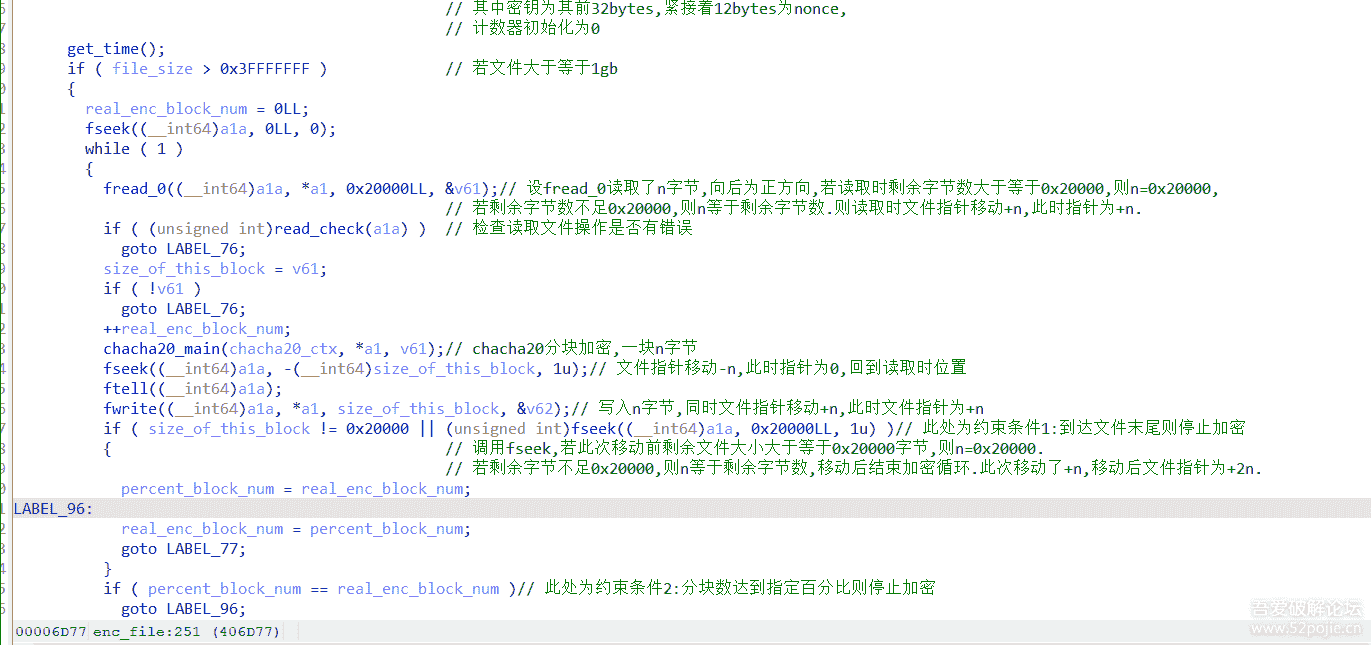 // 其中密钥为其前32bytes,紧接着12bytes为nonce,
// 计数器初始化为0
get_time();
if ( file_size > 0x3FFFFFFF ) // 若文件大于等于1gb
{
real_enc_block_num = 0LL;
fseek((__int64)a1a, 0LL, 0);
while ( 1 )
{
fread_0((__int64)a1a, *a1, 0x20000LL, &v61);// 设fread_0读取了n字节,向后为正方向,若读取时剩余字节数大于等于0x20000,则n=0x20000,
// 若剩余字节数不足0x20000,则n等于剩余字节数.则读取时文件指针移动+n,此时指针为+n.
if ( (unsigned int)read_check(a1a) ) // 检查读取文件操作是否有错误
goto LABEL_76;
size_of_this_block = v61;
if ( !v61 )
goto LABEL_76;
++real_enc_block_num;
chacha20_main(chacha20_ctx, *a1, v61);// chacha20分块加密,一块n字节
fseek((__int64)a1a, -(__int64)size_of_this_block, 1u);// 文件指针移动-n,此时指针为0,回到读取时位置
ftell((__int64)a1a);
fwrite((__int64)a1a, *a1, size_of_this_block, &v62);// 写入n字节,同时文件指针移动+n,此时文件指针为+n
if ( size_of_this_block != 0x20000 || (unsigned int)fseek((__int64)a1a, 0x20000LL, 1u) )// 此处为约束条件1:到达文件末尾则停止加密
{ // 调用fseek,若此次移动前剩余文件大小大于等于0x20000字节,则n=0x20000.
// 若剩余字节不足0x20000,则n等于剩余字节数,移动后结束加密循环.此次移动了+n,移动后文件指针为+2n.
percent_block_num = real_enc_block_num;
LABEL_96:
real_enc_block_num = percent_block_num;
goto LABEL_77;
}
if ( percent_block_num == real_enc_block_num )// 此处为约束条件2:分块数达到指定百分比则停止加密
goto LABEL_96;
吾爱破解论坛
www.52pojie.cn
00006D77 enc_file:251 (406D77)